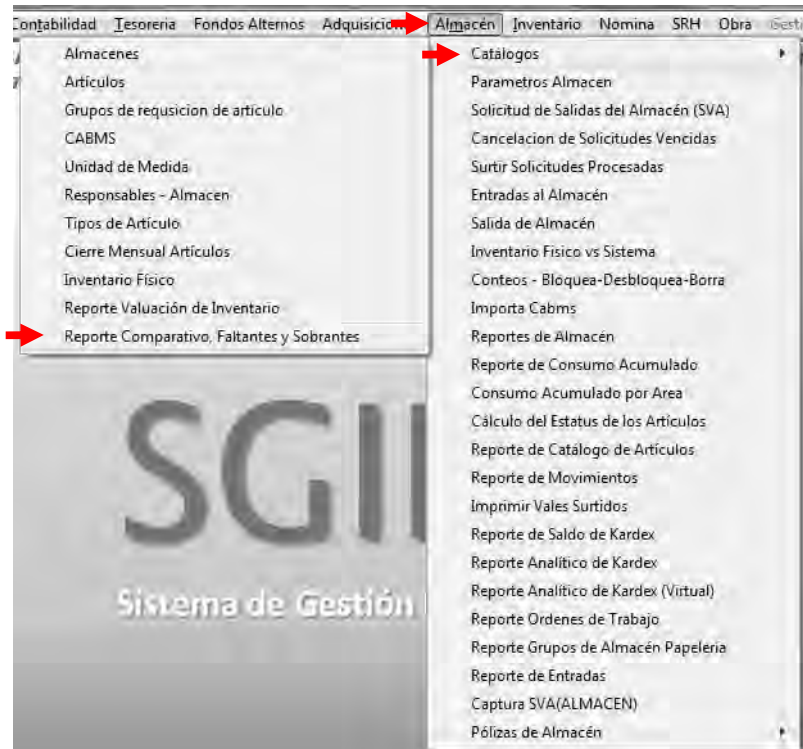 Contabilidad Tesoreria Fondos Alternos Adquisicion Almacén Inventario Nomina SRH Obra
Almacenes
Artículos
Grupos de requsicion de artículo
CABMS
Unidad de Medida
Responsables - Almacen
Tipos de Artículo
Cierre Mensual Artículos
Inventario Físico
Reporte Valuación de Inventario
Reporte Comparativo, Faltantes y Sobrantes
Catálogos
Parametros Almacen
Solicitud de Salidas del Almacén (SVA)
Cancelacion de Solicitudes Vencidas
Surtir Solicitudes Procesadas
Entradas al Almacén
Salida de Almacén
Inventario Fisico vs Sistema
Conteos - Bloquea-Desbloquea-Borra
Importa Cabms
Reportes de Almacén
Reporte de Consumo Acumulado
Consumo Acumulado por Area
Cálculo del Estatus de los Artículos
Reporte de Catálogo de Artículos
Reporte de Movimientos
Imprimir Vales Surtidos
Reporte de Saldo de Kardex
Reporte Analítico de Kardex
Reporte Analítico de Kardex (Virtual)
Reporte Ordenes de Trabajo
Reporte Grupos de Almacén Papeleria
Reporte de Entradas
Captura SVA(ALMACEN)
Pólizas de Almacén
SGII
Sistema de Gestión